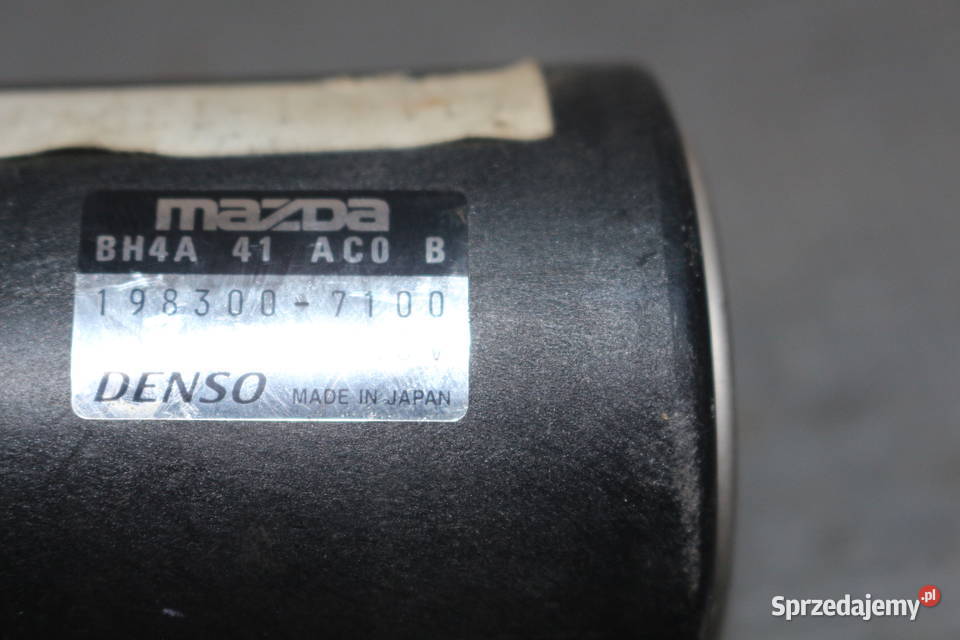 mazda
BH4A 41 AC0 B
198300-7100
DENSO MADE IN JAPAN
Sprzedajemy.pl